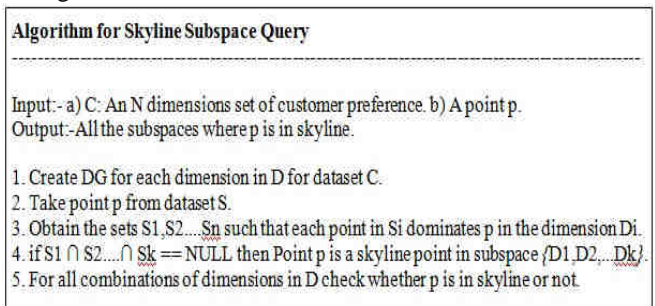 Algorithm for Skyline Subspace Query
Input:- a) C: An N dimensions set of customer preference. b) A point p.
Output:-All the subspaces where p is in skyline.
1. Create DG for each dimension in D for dataset C.
2. Take point p from dataset S.
3. Obtain the sets S1,S2....Sn such that each point in Si dominates p in the dimension Di.
4. if S1 ∩ S2....∩ Sk == NULL then Point p is a skyline point in subspace {D1,D2,...Dk}.
5. For all combinations of dimensions in D check whether p is in skyline or not.